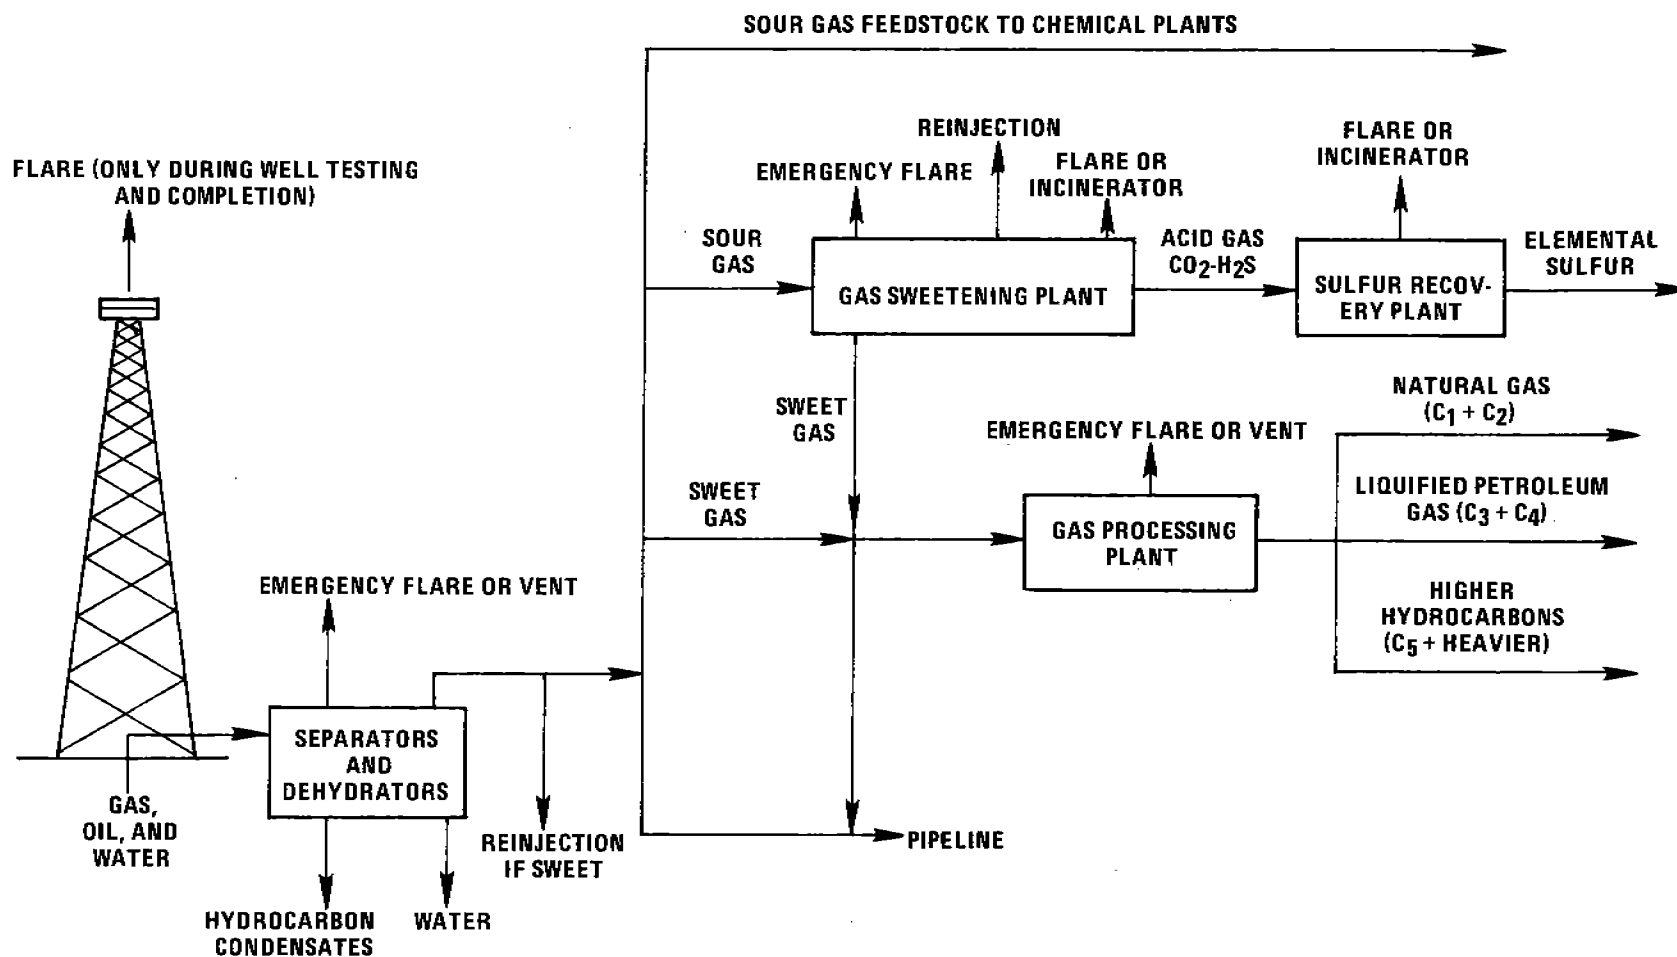 SOUR GAS FEEDSTOCK TO CHEMICAL PLANTS
FLARE (ONLY DURING WELL TESTING
AND COMPLETION)
EMERGENCY FLARE
REINJECTION
FLARE OR
INCINERATOR
FLARE OR
INCINERATOR
SOUR
GAS
GAS SWEETENING PLANT
ACID GAS
CO2-H2S
SULFUR RECOV-
ERY PLANT
ELEMENTAL
SULFUR
SWEET
GAS
SWEET
GAS
EMERGENCY FLARE OR VENT
GAS PROCESSING
PLANT
NATURAL GAS
(C1 + C2)
LIQUIFIED PETROLEUM
GAS (C3 + C4)
HIGHER
HYDROCARBONS
(C5 + HEAVIER)
EMERGENCY FLARE OR VENT
SEPARATORS
AND
DEHYDRATORS
GAS,
OIL, AND
WATER
HYDROCARBON
CONDENSATES
WATER
REINJECTION
IF SWEET
PIPELINE